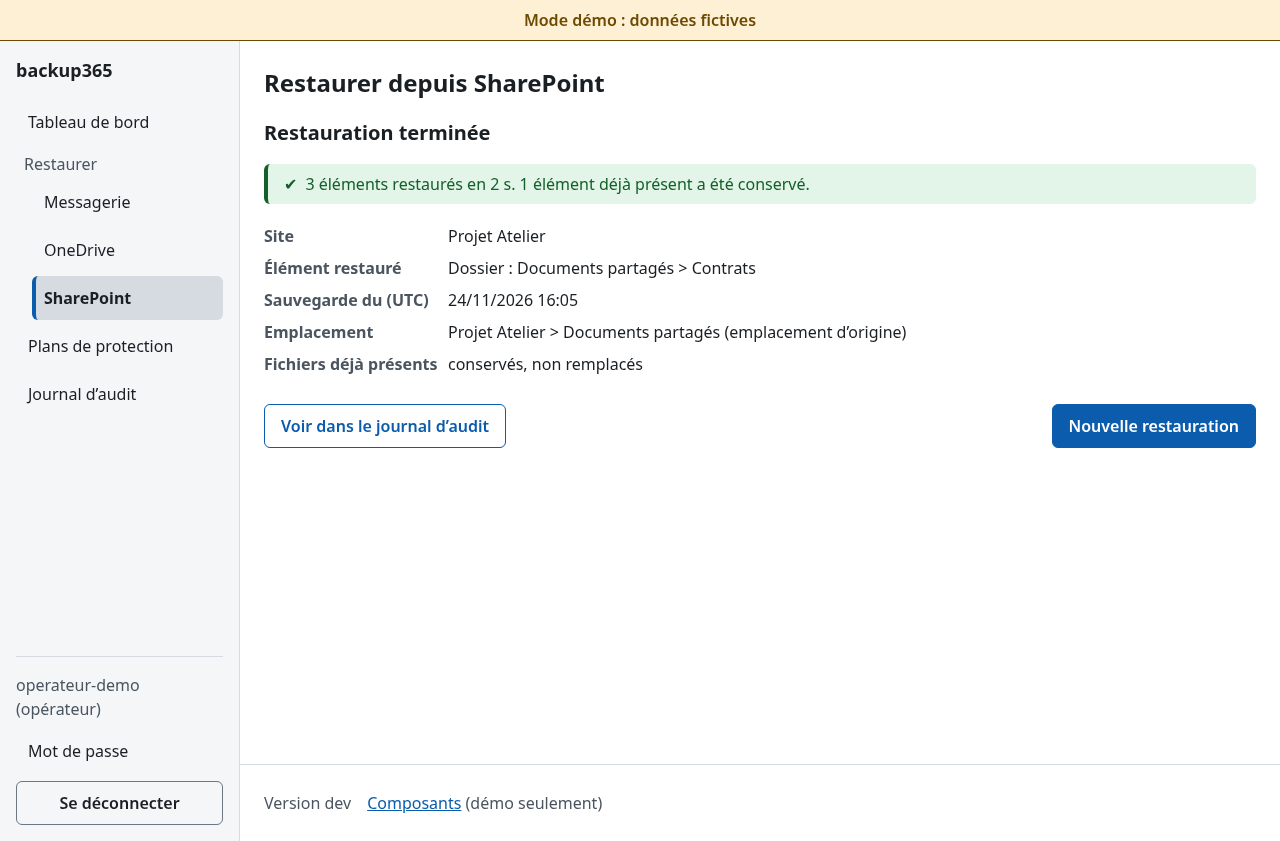 Mode démo : données fictives
backup365
Tableau de bord
Restaurer
Messagerie
OneDrive
SharePoint
Plans de protection
Journal d’audit
operateur-demo
(opérateur)
Mot de passe
Se déconnecter
Restaurer depuis SharePoint
Restauration terminée
✔ 3 éléments restaurés en 2 s. 1 élément déjà présent a été conservé.
Site Projet Atelier
Élément restauré Dossier : Documents partagés > Contrats
Sauvegarde du (UTC) 24/11/2026 16:05
Emplacement Projet Atelier > Documents partagés (emplacement d’origine)
Fichiers déjà présents conservés, non remplacés
Voir dans le journal d’audit
Nouvelle restauration
Version dev Composants (démo seulement)